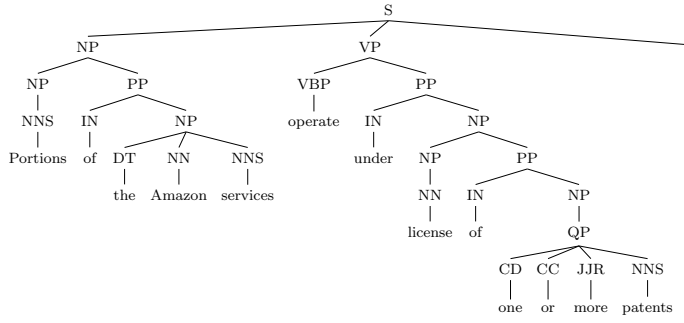 S
NP VP
NP PP VBP PP
NNS IN NP operate IN NP
Portions of DT NN NNS under NP PP
the Amazon services NN IN NP
license of QP
CD CC JJR NNS
one or more patents